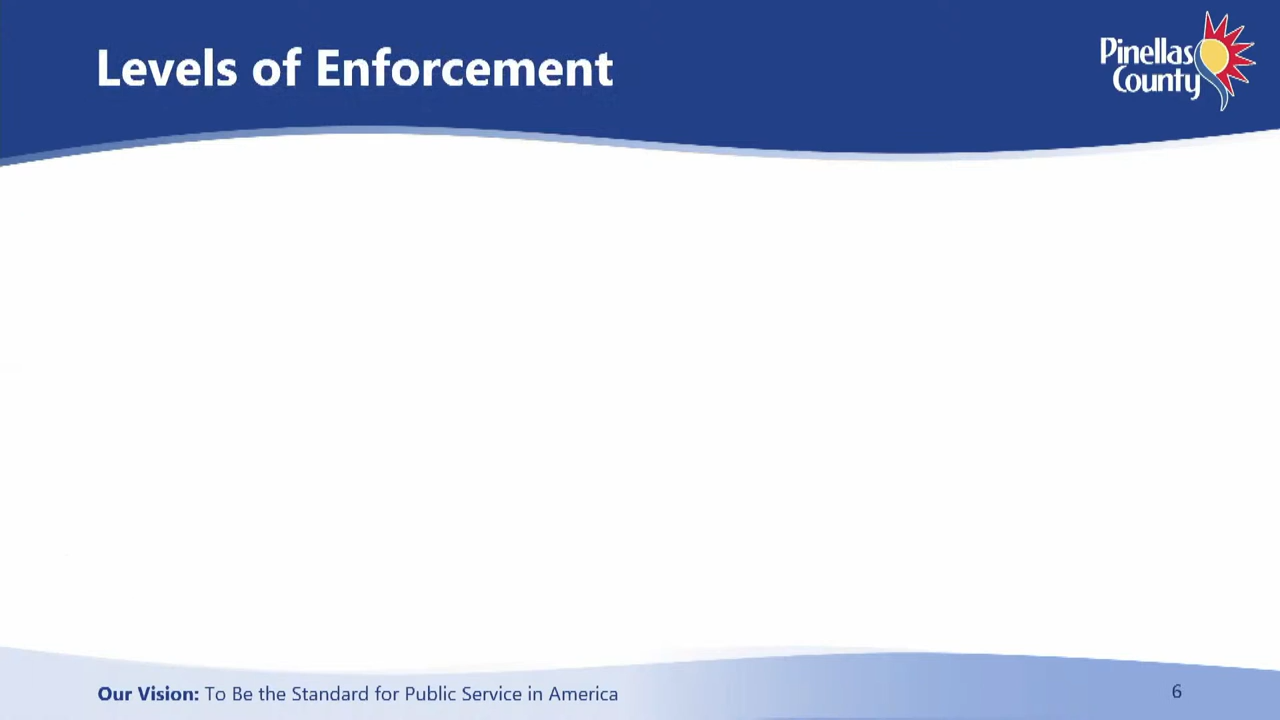 Levels of Enforcement
Pinellas
County
Our Vision: To Be the Standard for Public Service in America
6